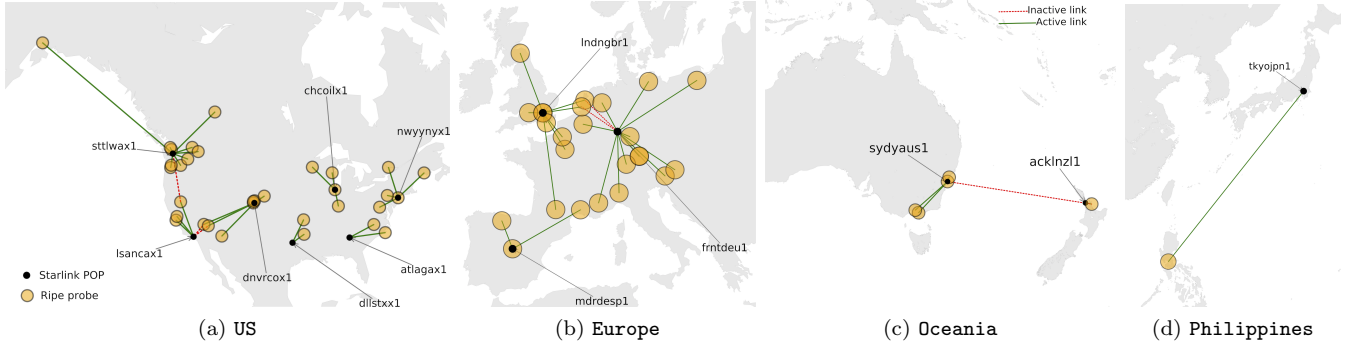 chcoilx1
nwyynyx1
sttlwax1
lsancax1
dnvrcox1
atlagax1
dllstxx1
Starlink POP
Ripe probe
(a) US
lndngbr1
frntdeu1
mdrdesp1
(b) Europe
Inactive link
Active link
sydyaus1
acklnzl1
(c) Oceania
tkyojpn1
(d) Philippines